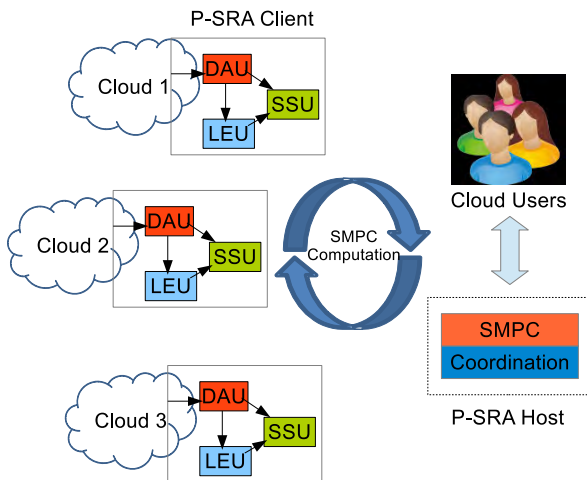 P-SRA Client
Cloud 1
DAU
SSU
LEU
Cloud 2
DAU
SSU
LEU
Cloud 3
DAU
SSU
LEU
SMPC
Computation
Cloud Users
SMPC
Coordination
P-SRA Host